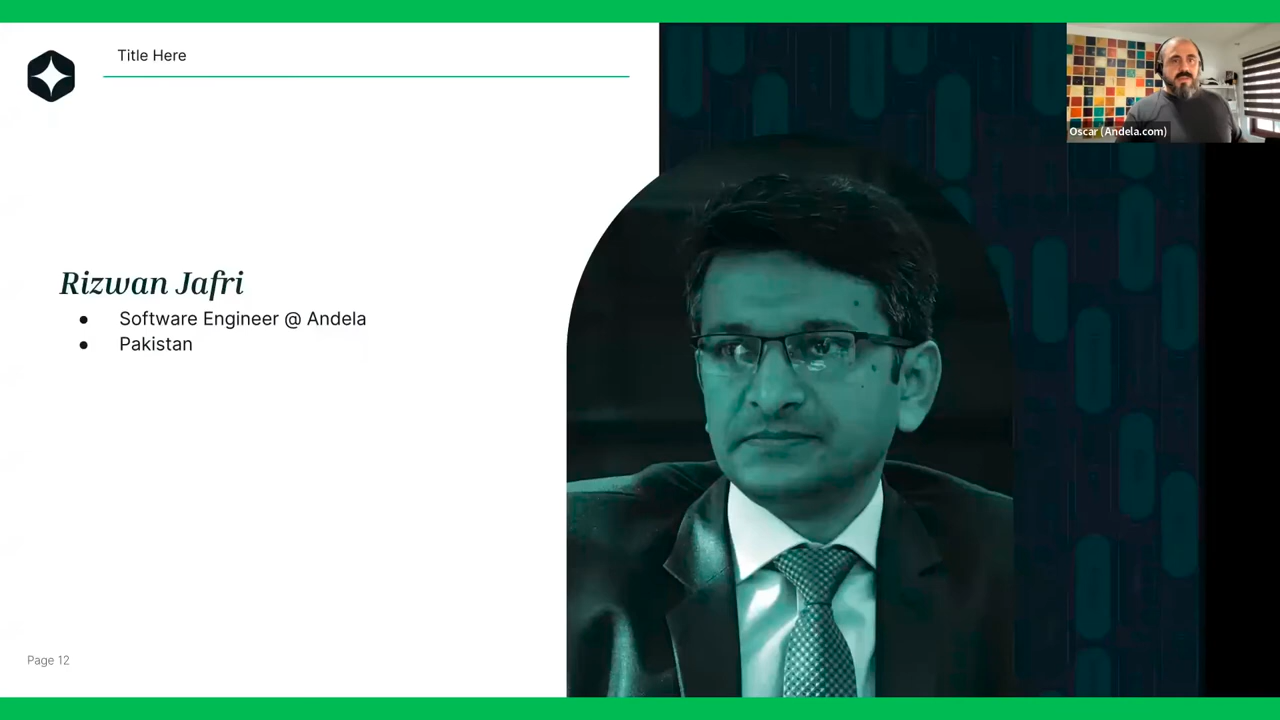 Title Here
Oscar (Andela.com)
Rizwan Jafri
● Software Engineer @ Andela
● Pakistan
Page 12